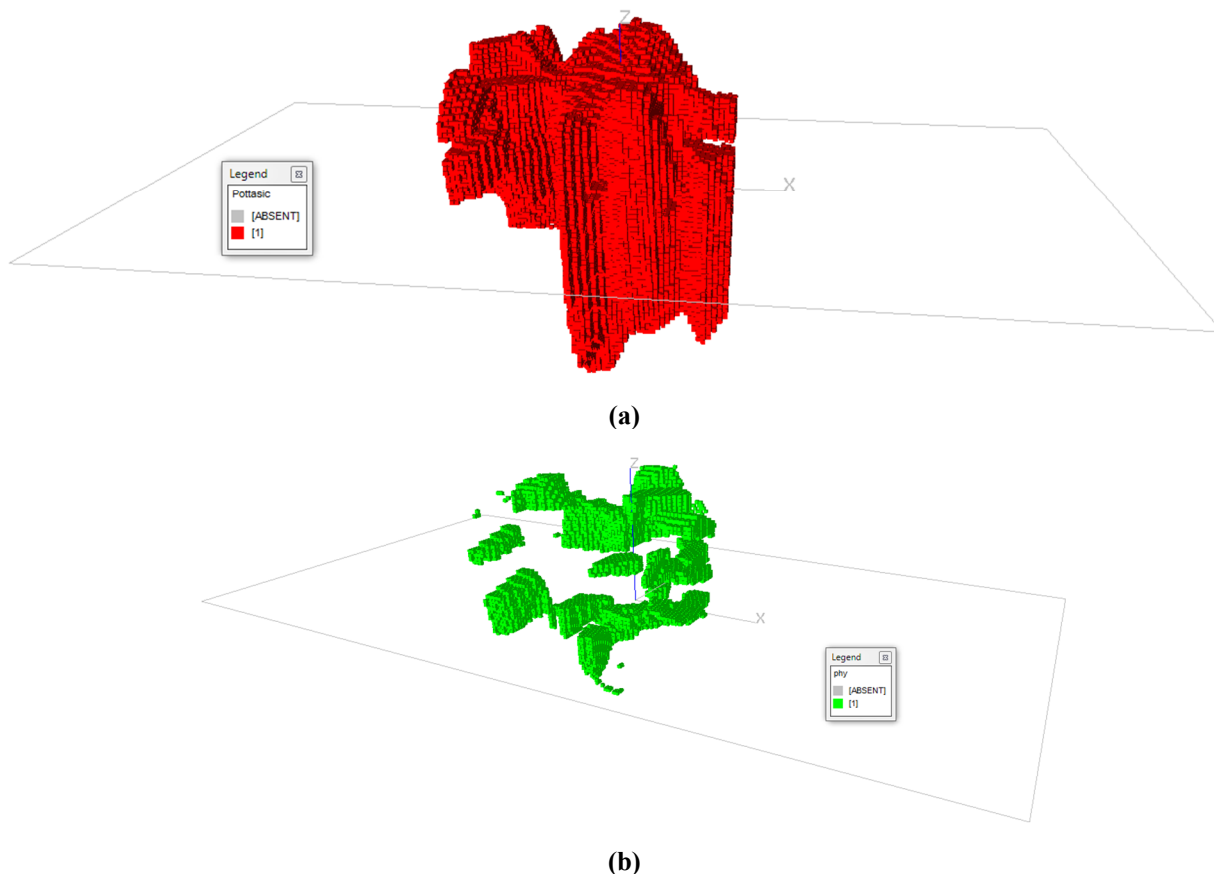 Z
X
Legend
Pottasic
[ABSENT]
[1]
(a)
Z
X
Legend
phy
[ABSENT]
[1]
(b)